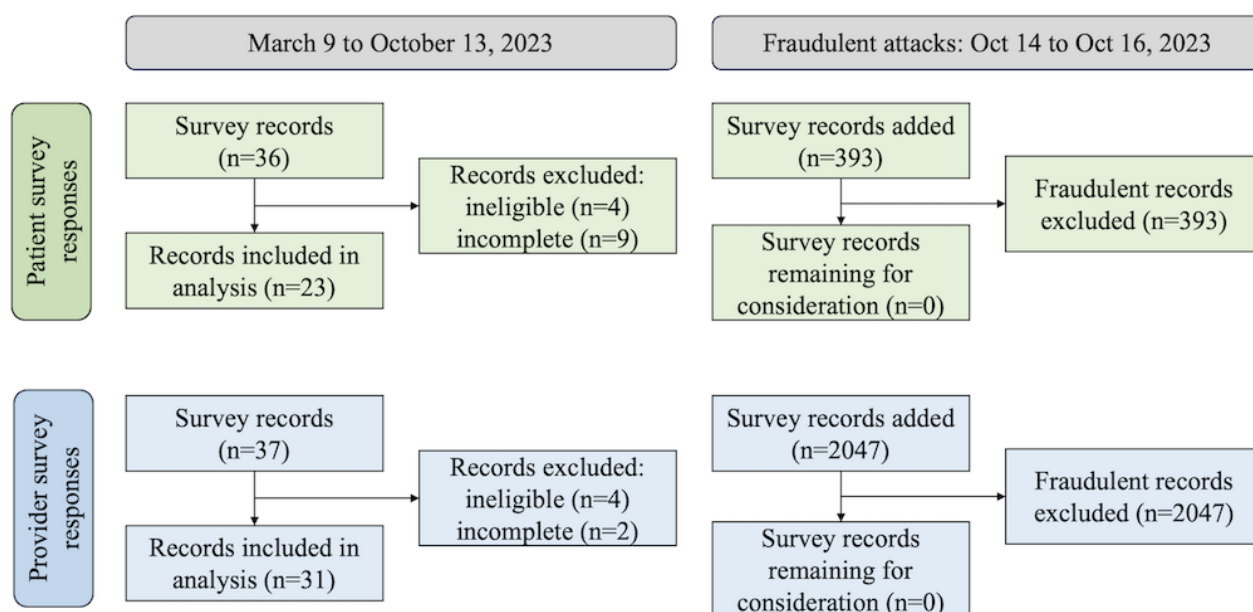 March 9 to October 13, 2023
Fraudulent attacks: Oct 14 to Oct 16, 2023
Patient survey
responses
Survey records
(n=36)
Records excluded:
ineligible (n=4)
incomplete (n=9)
Records included in
analysis (n=23)
Survey records added
(n=393)
Fraudulent records
excluded (n=393)
Survey records
remaining for
consideration (n=0)
Provider survey
responses
Survey records
(n=37)
Records excluded:
ineligible (n=4)
incomplete (n=2)
Records included in
analysis (n=31)
Survey records added
(n=2047)
Fraudulent records
excluded (n=2047)
Survey records
remaining for
consideration (n=0)